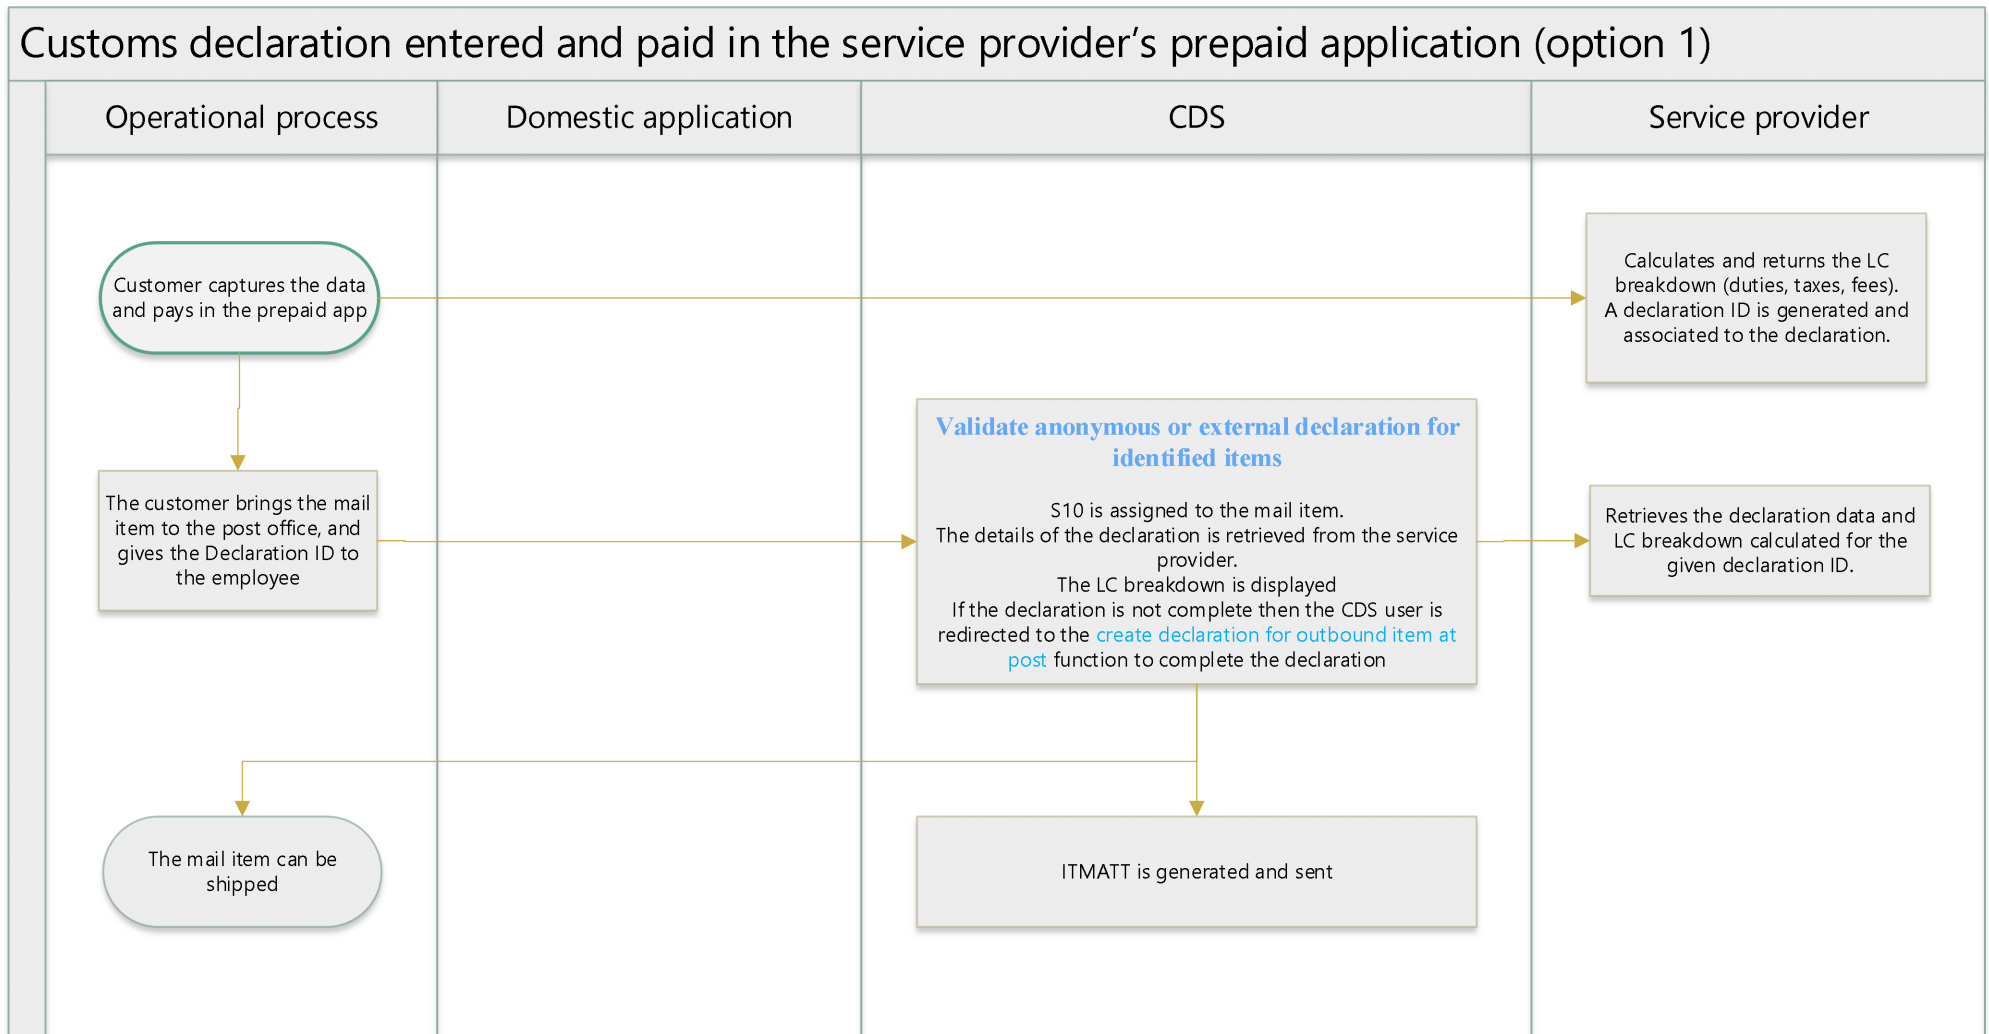 Customs declaration entered and paid in the service provider’s prepaid application (option 1)
Operational process
Domestic application
CDS
Service provider
Customer captures the data
and pays in the prepaid app
Calculates and returns the LC
breakdown (duties, taxes, fees).
A declaration ID is generated and
associated to the declaration.
The customer brings the mail
item to the post office, and
gives the Declaration ID to
the employee
Validate anonymous or external declaration for
identified items
S10 is assigned to the mail item.
The details of the declaration is retrieved from the service
provider.
The LC breakdown is displayed
If the declaration is not complete then the CDS user is
redirected to the create declaration for outbound item at
post function to complete the declaration
Retrieves the declaration data and
LC breakdown calculated for the
given declaration ID.
The mail item can be
shipped
ITMATT is generated and sent